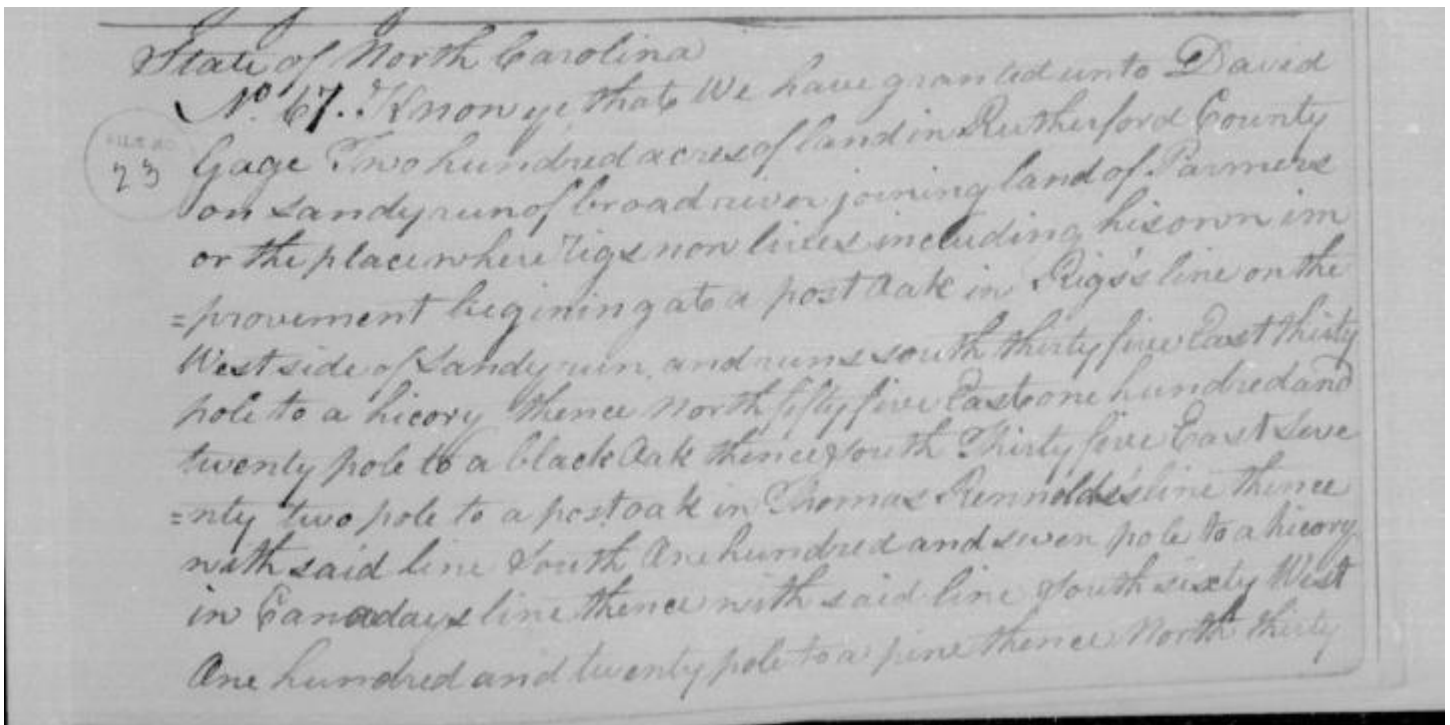 State of North Carolina
No. 67. Know ye that We have granted unto David
FILE NO.
23
Gage Two hundred acres of land in Rutherford County
on Sandy run of broad river joining land of Parmers
or the place where Rigs now lives including his own im
=provement begining at a post Oak in Rigs's line on the
West side of Sandy run, and runs south thirty five East thirty
pole to a hicory thence North fifty five East one hundred and
twenty pole to a black Oak thence South Thirty five East Seve
=nty two pole to a post oak in Thomas Rennolds's line thence
with said line South One hundred and seven pole to a hicory
in Canadays line thence with said line South sixty West
One hundred and twenty pole to a pine thence North thirty